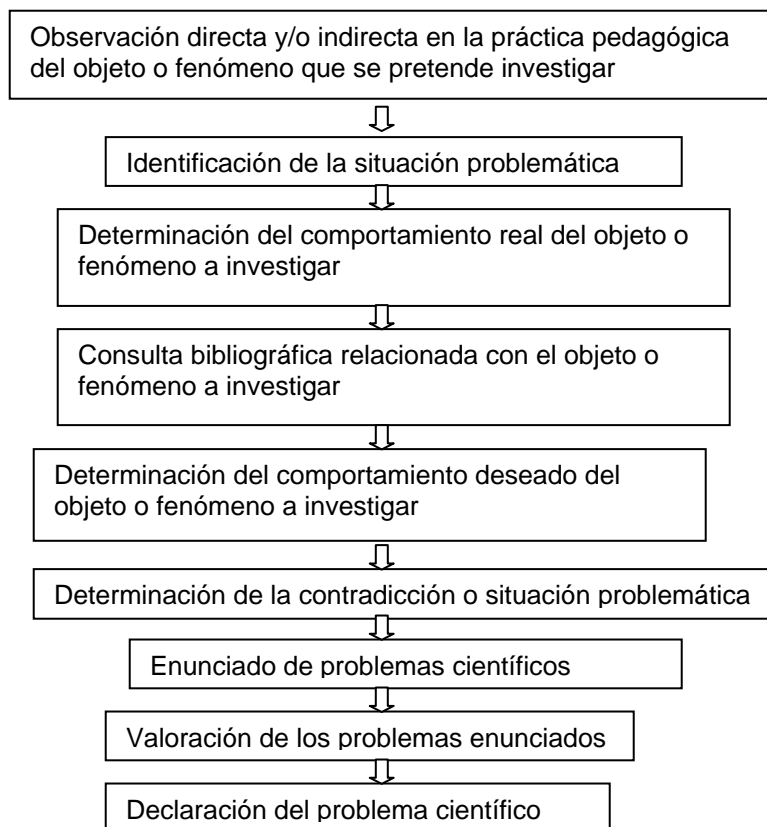 Observación directa y/o indirecta en la práctica pedagógica
del objeto o fenómeno que se pretende investigar
Identificación de la situación problemática
Determinación del comportamiento real del objeto o
fenómeno a investigar
Consulta bibliográfica relacionada con el objeto o
fenómeno a investigar
Determinación del comportamiento deseado del
objeto o fenómeno a investigar
Determinación de la contradicción o situación problemática
Enunciado de problemas científicos
Valoración de los problemas enunciados
Declaración del problema científico